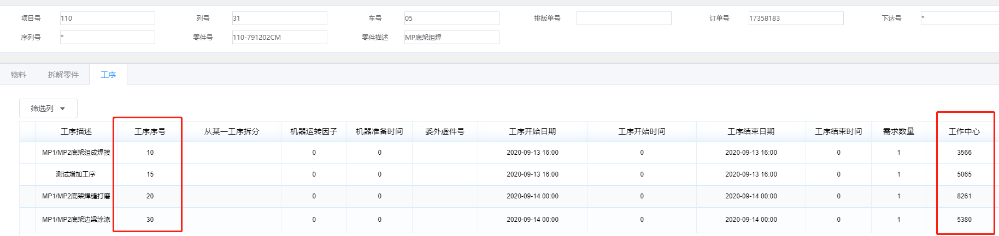 项目号 110 列号 31 车号 05 排版单号 订单号 17358183 下达号 *
序列号 * 零件号 110-791202CM 零件描述 MP底架组焊
物料 拆解零件 工序
筛选列
工序描述 工序序号 从某一工序拆分 机器运转因子 机器准备时间 委外虚件号 工序开始日期 工序开始时间 工序结束日期 工序结束时间 需求数量 工作中心
MP1/MP2底架组成焊接 10 0 0 2020-09-13 16:00 0 2020-09-13 16:00 0 1 3566
测试增加工序' 15 0 0 2020-09-13 16:00 0 2020-09-13 16:00 0 1 5065
MP1/MP2底架焊缝打磨 20 0 0 2020-09-14 00:00 0 2020-09-14 00:00 0 1 8261
MP1/MP2底架边梁涂漆 30 0 0 2020-09-14 00:00 0 2020-09-14 00:00 0 1 5380